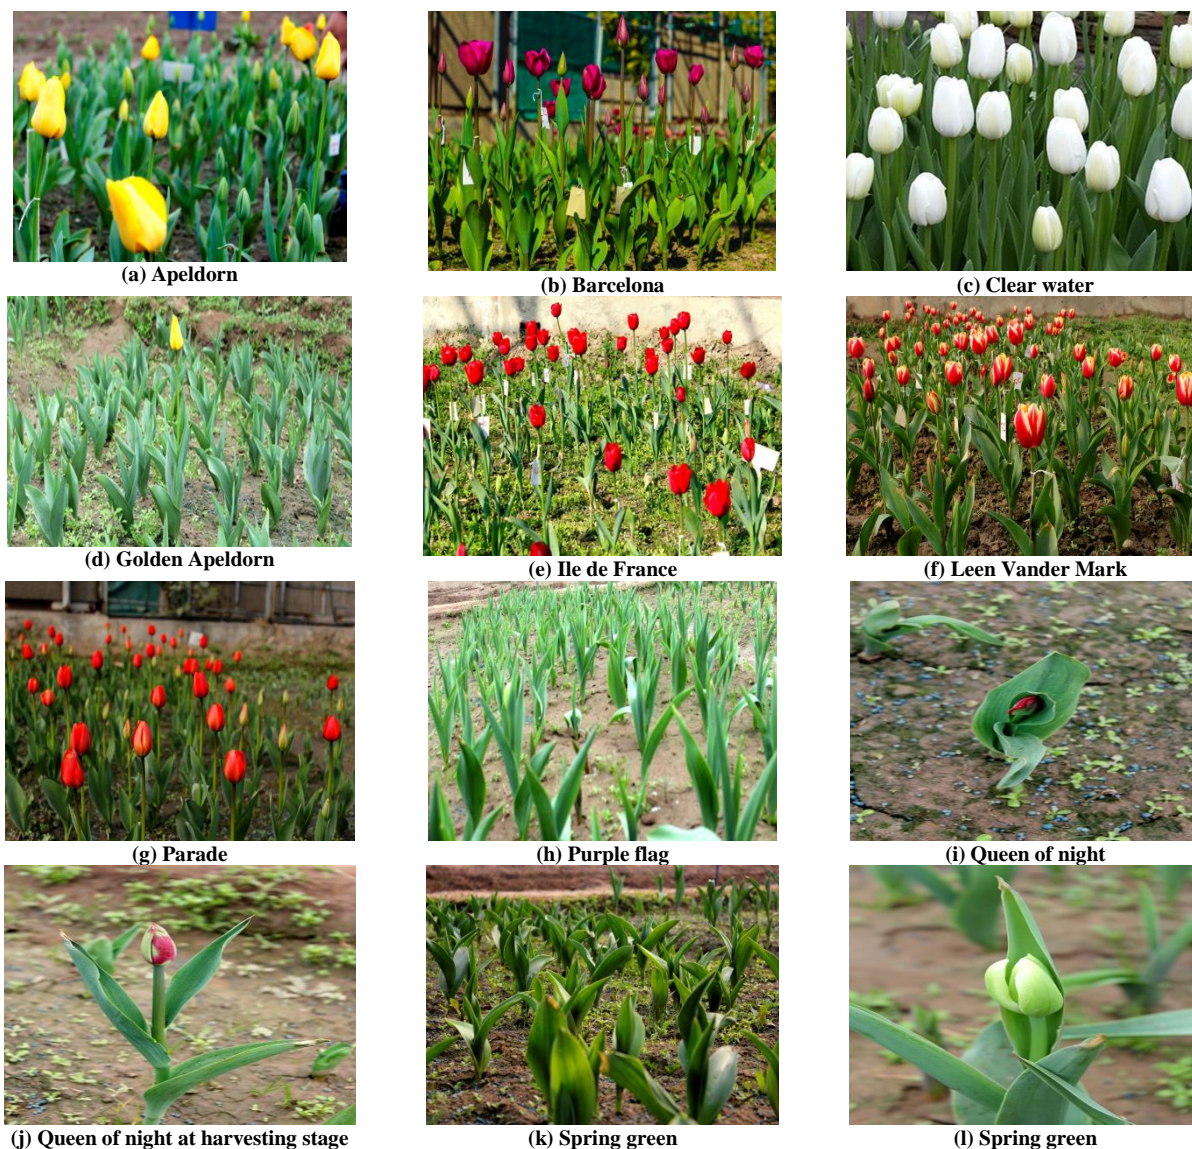 (a) Apeldorn
(b) Barcelona
(c) Clear water
(d) Golden Apeldorn
(e) Ile de France
(f) Leen Vander Mark
(g) Parade
(h) Purple flag
(i) Queen of night
(j) Queen of night at harvesting stage
(k) Spring green
(l) Spring green